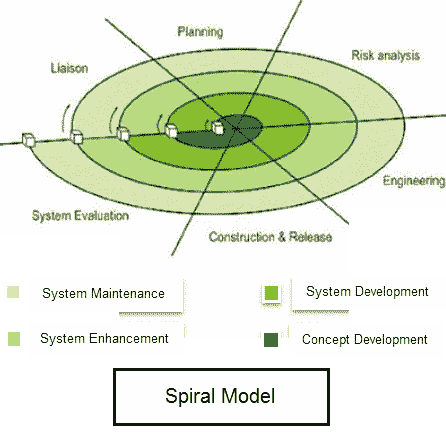 Planning
Liaison
Risk analysis
Engineering
System Evaluation
Construction & Release
System Maintenance
System Development
System Enhancement
Concept Development
Spiral Model